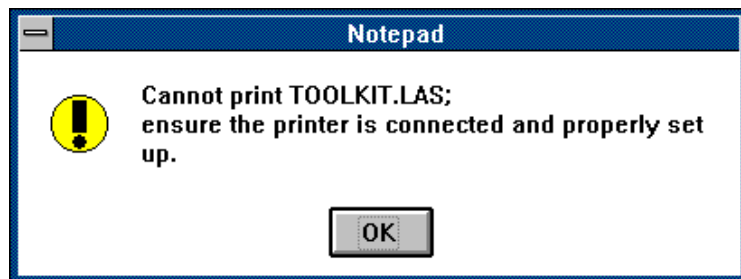 Notepad
Cannot print TOOLKIT.LAS;
ensure the printer is connected and properly set
up.
OK